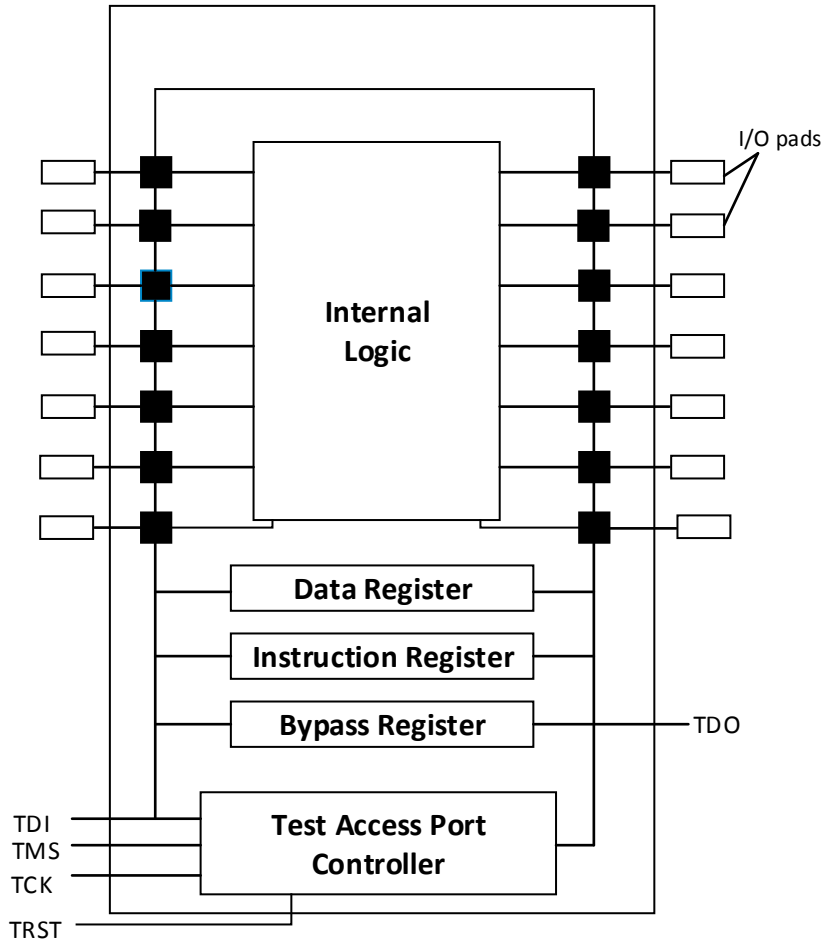 I/O pads
Internal
Logic
Data Register
Instruction Register
Bypass Register
TDO
TDI
TMS
TCK
TRST
Test Access Port
Controller